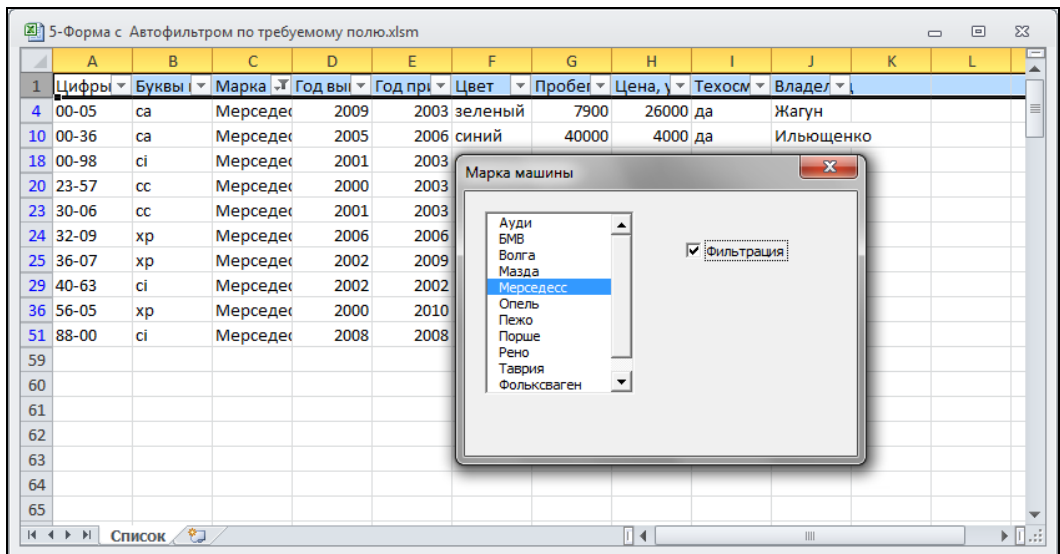 5-Форма с Автофильтром по требуемому полю.xlsm
A B C D E F G H I J K L
1 Цифры Буквы Марка Год вы Год пр Цвет Пробег Цена, у Техосм Владел
4 00-05 са Мерседес 2009 2003 зеленый 7900 26000 да Жагун
10 00-36 са Мерседес 2005 2006 синий 40000 4000 да Ильющенко
18 00-98 сі Мерседес 2001 2003
20 23-57 сс Мерседес 2000 2003
23 30-06 сс Мерседес 2001 2003
24 32-09 хр Мерседес 2006 2006
25 36-07 хр Мерседес 2002 2009
29 40-63 сі Мерседес 2002 2002
36 56-05 хр Мерседес 2000 2010
51 88-00 сі Мерседес 2008 2008
59
60
61
62
63
64
65
Марка машины
Ауди
БМВ
Волга
Мазда
Мерседесс
Опель
Пежо
Порше
Рено
Таврия
Фольксваген
Фильтрация
Список